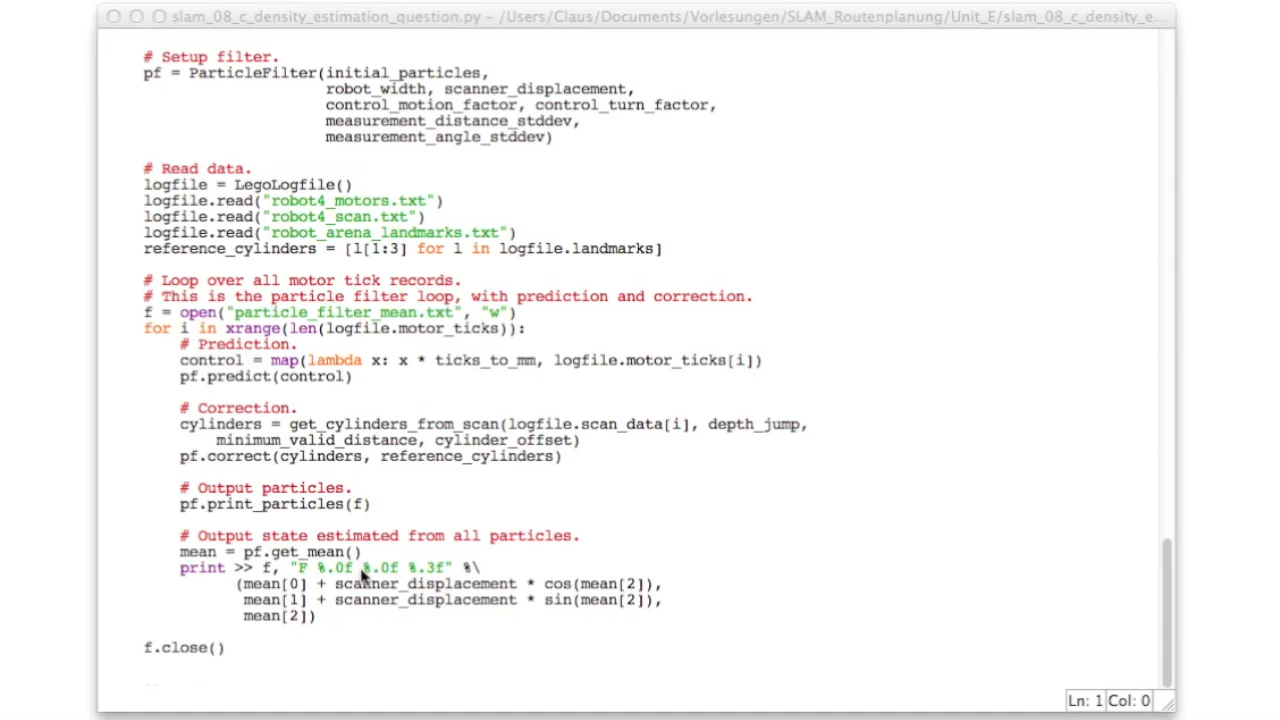 slam_08_c_density_estimation_question.py – /Users/Claus/Documents/Vorlesungen/SLAM_Routenplanung/Unit_E/slam_08_c_density_e...
# Setup filter.
pf = ParticleFilter(initial_particles,
robot_width, scanner_displacement,
control_motion_factor, control_turn_factor,
measurement_distance_stddev,
measurement_angle_stddev)
# Read data.
logfile = LegoLogfile()
logfile.read("robot4_motors.txt")
logfile.read("robot4_scan.txt")
logfile.read("robot_arena_landmarks.txt")
reference_cylinders = [l[1:3] for l in logfile.landmarks]
# Loop over all motor tick records.
# This is the particle filter loop, with prediction and correction.
f = open("particle_filter_mean.txt", "w")
for i in xrange(len(logfile.motor_ticks)):
# Prediction.
control = map(lambda x: x * ticks_to_mm, logfile.motor_ticks[i])
pf.predict(control)
# Correction.
cylinders = get_cylinders_from_scan(logfile.scan_data[i], depth_jump,
minimum_valid_distance, cylinder_offset)
pf.correct(cylinders, reference_cylinders)
# Output particles.
pf.print_particles(f)
# Output state estimated from all particles.
mean = pf.get_mean()
print >> f, "F %.0f %.0f %.3f" %\
(mean[0] + scanner_displacement * cos(mean[2]),
mean[1] + scanner_displacement * sin(mean[2]),
mean[2])
f.close()
Ln: 1 Col: 0